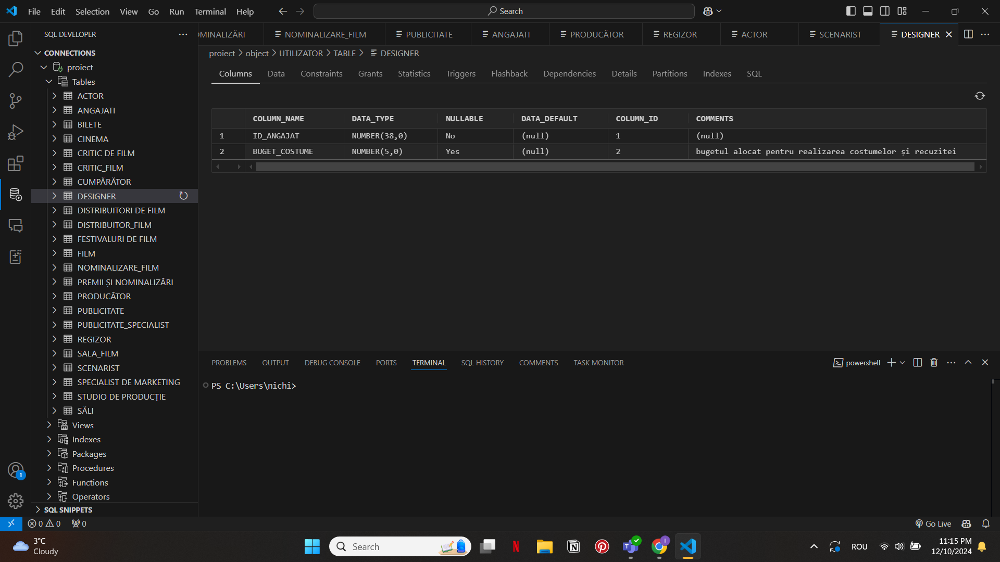 File Edit Selection View Go Run Terminal Help Search
SQL DEVELOPER
OMINALIZĂRI NOMINALIZARE_FILM PUBLICITATE ANGAJATI PRODUCĂTOR REGIZOR ACTOR SCENARIST DESIGNER
CONNECTIONS
proiect
Tables
ACTOR
ANGAJATI
BILETE
CINEMA
CRITIC DE FILM
CRITIC_FILM
CUMPĂRĂTOR
DESIGNER
DISTRIBUITORI DE FILM
DISTRIBUITOR_FILM
FESTIVALURI DE FILM
FILM
NOMINALIZARE_FILM
PREMII ȘI NOMINALIZĂRI
PRODUCĂTOR
PUBLICITATE
PUBLICITATE_SPECIALIST
REGIZOR
SALA_FILM
SCENARIST
SPECIALIST DE MARKETING
STUDIO DE PRODUCȚIE
SĂLI
Views
Indexes
Packages
Procedures
Functions
Operators
SQL SNIPPETS
proiect > object > UTILIZATOR > TABLE > DESIGNER
Columns Data Constraints Grants Statistics Triggers Flashback Dependencies Details Partitions Indexes SQL
COLUMN_NAME DATA_TYPE NULLABLE DATA_DEFAULT COLUMN_ID COMMENTS
1 ID_ANGAJAT NUMBER(38,0) No (null) 1 (null)
2 BUGET_COSTUME NUMBER(5,0) Yes (null) 2 bugetul alocat pentru realizarea costumelor și recuzitei
PROBLEMS OUTPUT DEBUG CONSOLE PORTS TERMINAL SQL HISTORY COMMENTS TASK MONITOR powershell
PS C:\Users\nichi>
1
0 0 0 Go Live
3°C
Cloudy
Search
N
T
I
ROU
11:15 PM
12/10/2024